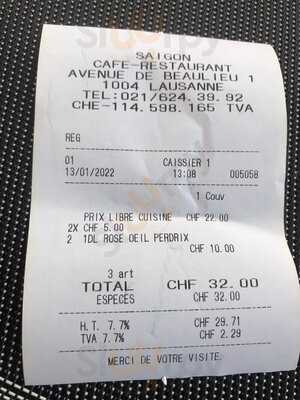 SAIGON
CAFE-RESTAURANT
AVENUE DE BEAULIEU 1
1004 LAUSANNE
TEL:021/624.39.92
CHE-114.598.165 TVA
REG
01 CAISSIER 1
13/01/2022 13:08 005058
1 Couv
PRIX LIBRE CUISINE CHF 22.00
2X CHF 5.00
2 1DL ROSE OEIL PERDRIX
CHF 10.00
3 art
TOTAL CHF 32.00
ESPECES CHF 32.00
H.T. 7.7% CHF 29.71
TVA 7.7% CHF 2.29
MERCI DE VOTRE VISITE.